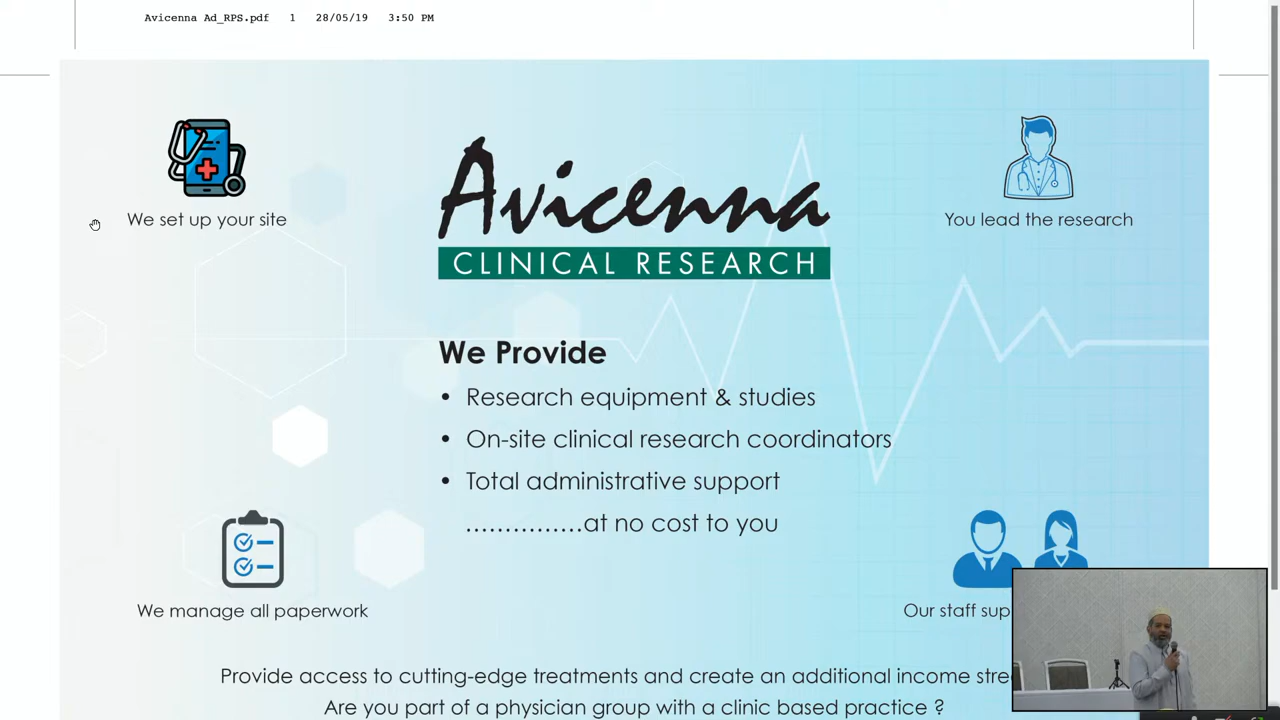 Avicenna Ad_RPS.pdf 1 28/05/19 3:50 PM
We set up your site
Avicenna
CLINICAL RESEARCH
You lead the research
We Provide
• Research equipment & studies
• On-site clinical research coordinators
• Total administrative support
...............at no cost to you
We manage all paperwork
Our staff sup
Provide access to cutting-edge treatments and create an additional income stre
Are you part of a physician group with a clinic based practice ?